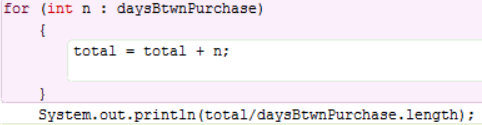 for (int n : daysBtwnPurchase)
{
total = total + n;
}
System.out.println(total/daysBtwnPurchase.length);